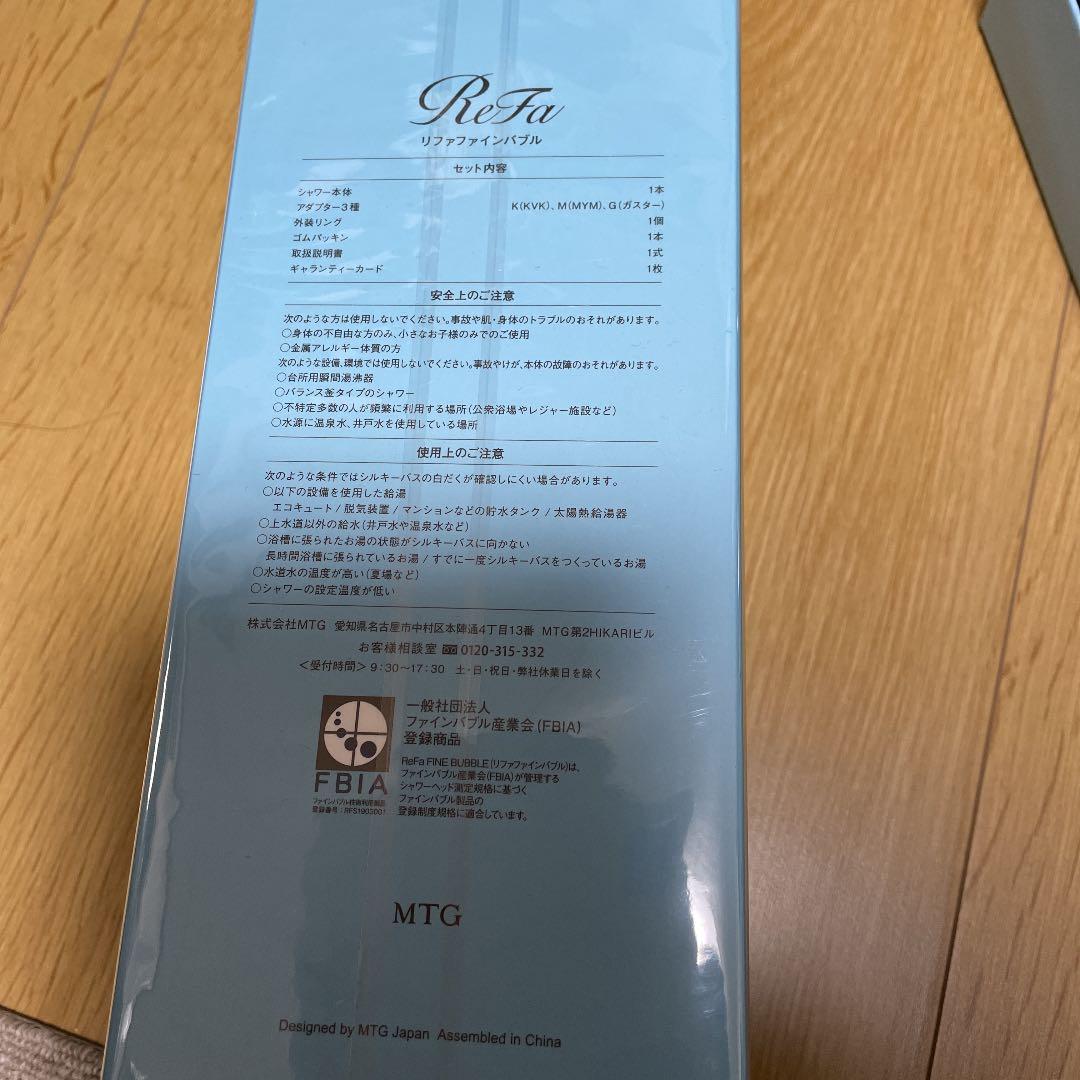 ReFa
リファファインバブル
セット内容
シャワー本体 1本
アダプター3種 K(KVK)、M(MYM)、G(ガスター)
外装リング 1個
ゴムパッキン 1本
取扱説明書 1式
ギャランティーカード 1枚
安全上のご注意
次のような方は使用しないでください。事故や肌・身体のトラブルのおそれがあります。
○身体の不自由な方のみ、小さなお子様のみでのご使用
○金属アレルギー体質の方
次のような設備、環境では使用しないでください。事故やけが、本体の故障のおそれがあります。
○台所用瞬間湯沸器
○バランス釜タイプのシャワー
○不特定多数の人が頻繁に利用する場所(公衆浴場やレジャー施設など)
○水源に温泉水、井戸水を使用している場所
使用上のご注意
次のような条件ではシルキーバスの白だくが確認しにくい場合があります。
○以下の設備を使用した給湯
エコキュート/脱気装置/マンションなどの貯水タンク/太陽熱給湯器
○上水道以外の給水(井戸水や温泉水など)
○浴槽に張られたお湯の状態がシルキーバスに向かない
長時間浴槽に張られているお湯/すでに一度シルキーバスをつくっているお湯
○水道水の温度が高い(夏場など)
○シャワーの設定温度が低い
株式会社MTG 愛知県名古屋市中村区本陣通4丁目13番 MTG第2HIKARIビル
お客様相談室 0120-315-332
<受付時間> 9:30~17:30 土・日・祝日・弊社休業日を除く
一般社団法人
ファインバブル産業会(FBIA)
登録商品
ReFa FINE BUBBLE(リファファインバブル)は、
ファインバブル産業会(FBIA)が管理する
シャワーヘッド測定規格に基づく
ファインバブル製品の
登録制度規格に適合しています。
FBIA
ファインバブル技術利用製品
登録番号:RFS1903001
MTG
Designed by MTG Japan Assembled in China